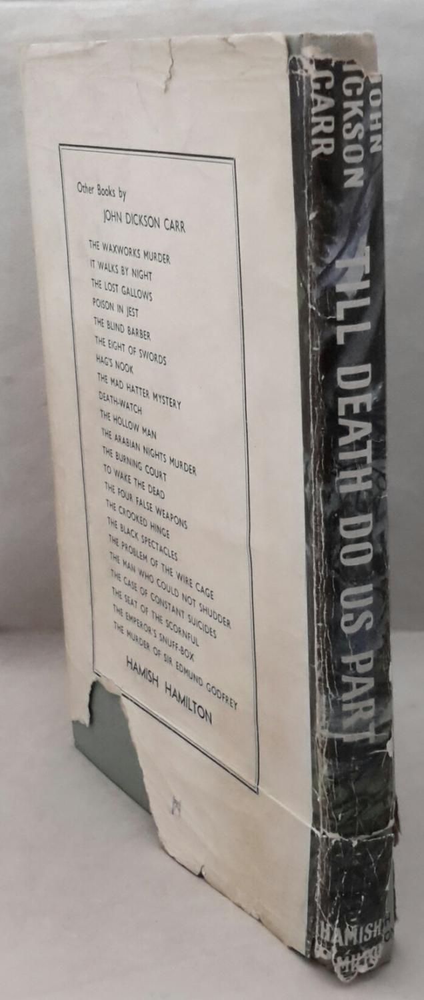 Other Books by
JOHN DICKSON CARR
THE WAXWORKS MURDER
IT WALKS BY NIGHT
THE LOST GALLOWS
POISON IN JEST
THE BLIND BARBER
THE EIGHT OF SWORDS
HAG'S NOOK
THE MAD HATTER MYSTERY
DEATH-WATCH
THE HOLLOW MAN
THE ARABIAN NIGHTS MURDER
THE BURNING COURT
TO WAKE THE DEAD
THE FOUR FALSE WEAPONS
THE CROOKED HINGE
THE BLACK SPECTACLES
THE PROBLEM OF THE WIRE CAGE
THE MAN WHO COULD NOT SHUDDER
THE CASE OF CONSTANT SUICIDES
THE SEAT OF THE SCORNFUL
THE EMPEROR'S SNUFF-BOX
THE MURDER OF SIR EDMUND GODFREY
HAMISH HAMILTON
JOHN
ICKSON
CARR
TILL DEATH DO US PART
HAMISH